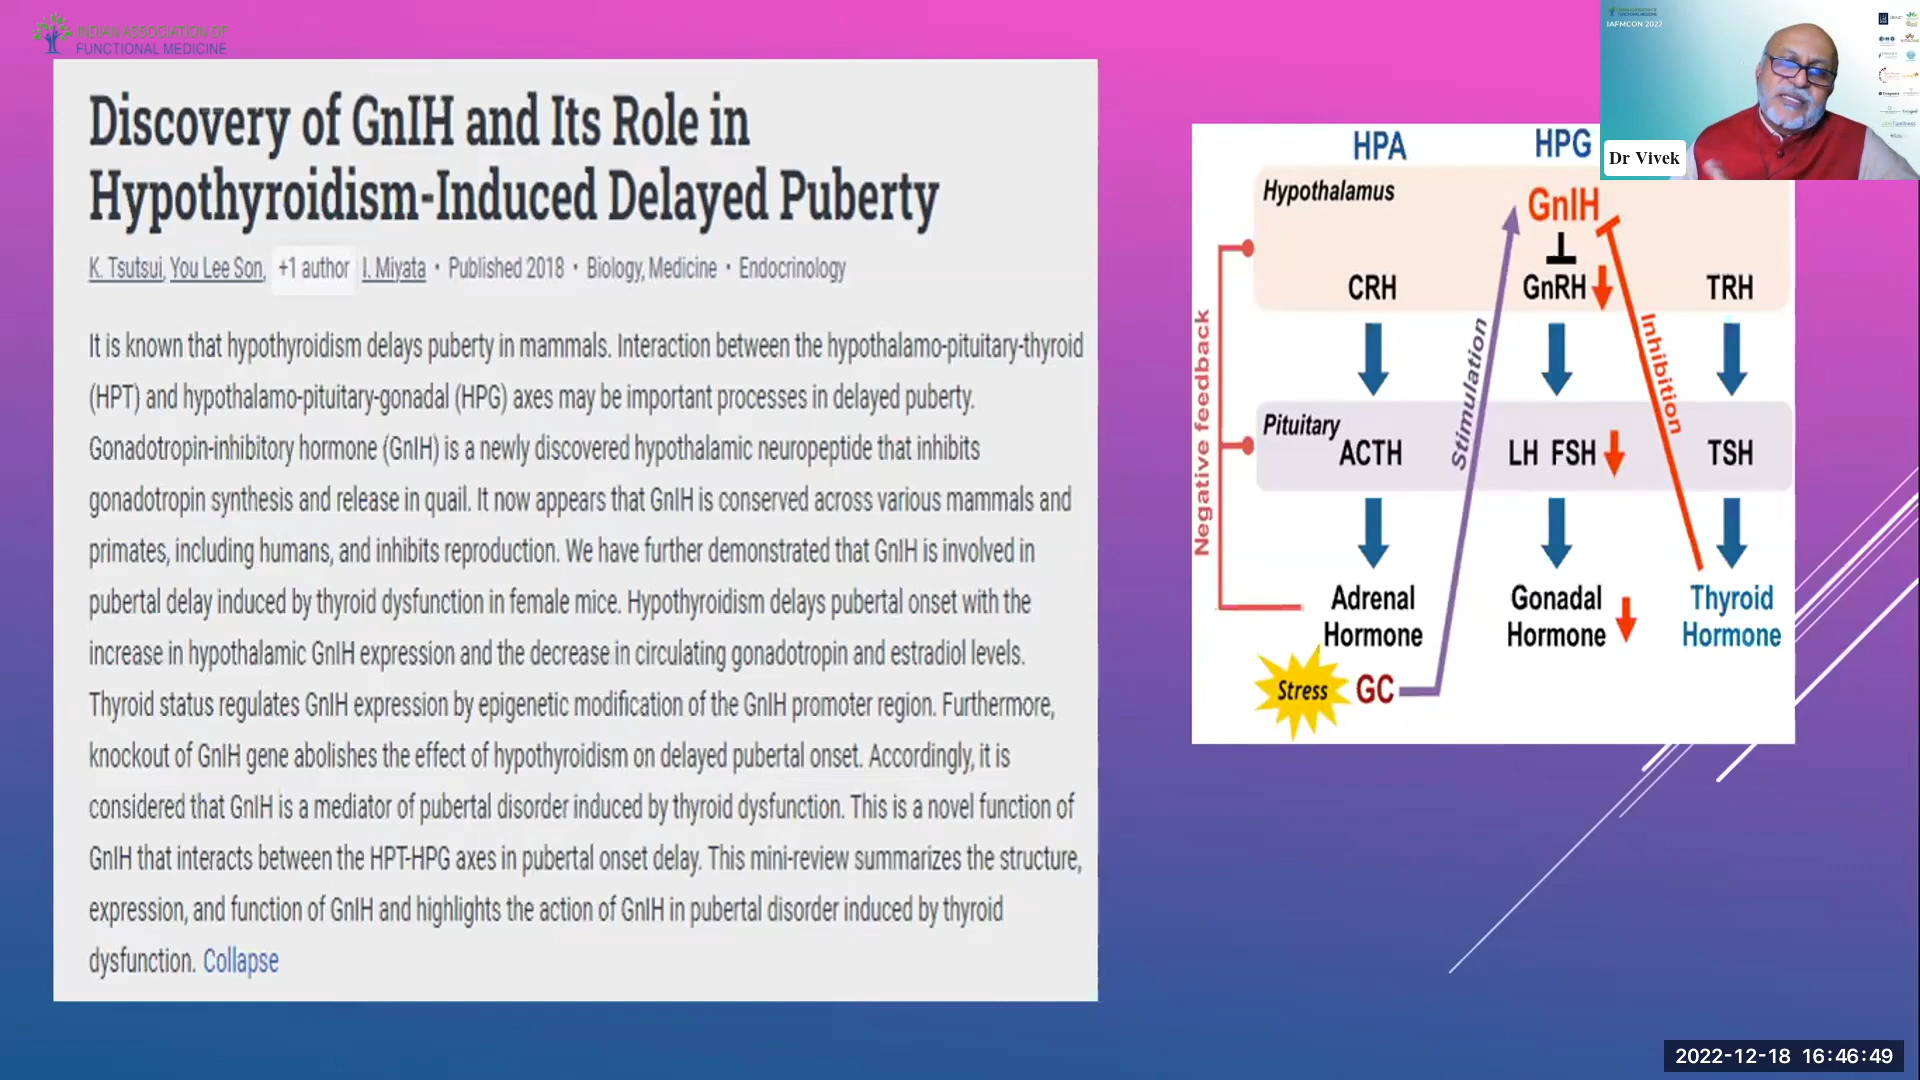 INDIAN ASSOCIATION OF
FUNCTIONAL MEDICINE
Discovery of GnIH and Its Role in
Hypothyroidism-Induced Delayed Puberty
K. Tsutsui, You Lee Son, +1 author I. Miyata • Published 2018 • Biology, Medicine • Endocrinology
It is known that hypothyroidism delays puberty in mammals. Interaction between the hypothalamo-pituitary-thyroid
(HPT) and hypothalamo-pituitary-gonadal (HPG) axes may be important processes in delayed puberty.
Gonadotropin-inhibitory hormone (GnIH) is a newly discovered hypothalamic neuropeptide that inhibits
gonadotropin synthesis and release in quail. It now appears that GnIH is conserved across various mammals and
primates, including humans, and inhibits reproduction. We have further demonstrated that GnIH is involved in
pubertal delay induced by thyroid dysfunction in female mice. Hypothyroidism delays pubertal onset with the
increase in hypothalamic GnIH expression and the decrease in circulating gonadotropin and estradiol levels.
Thyroid status regulates GnIH expression by epigenetic modification of the GnIH promoter region. Furthermore,
knockout of GnIH gene abolishes the effect of hypothyroidism on delayed pubertal onset. Accordingly, it is
considered that GnIH is a mediator of pubertal disorder induced by thyroid dysfunction. This is a novel function of
GnIH that interacts between the HPT-HPG axes in pubertal onset delay. This mini-review summarizes the structure,
expression, and function of GnIH and highlights the action of GnIH in pubertal disorder induced by thyroid
dysfunction. Collapse
HPA HPG
Hypothalamus
GnIH
CRH GnRH TRH
Negative feedback
Stimulation
Inhibition
Pituitary
ACTH LH FSH TSH
Adrenal Gonadal Thyroid
Hormone Hormone Hormone
Stress GC
IAFMCON 2022
Dr Vivek
2022-12-18 16:46:49